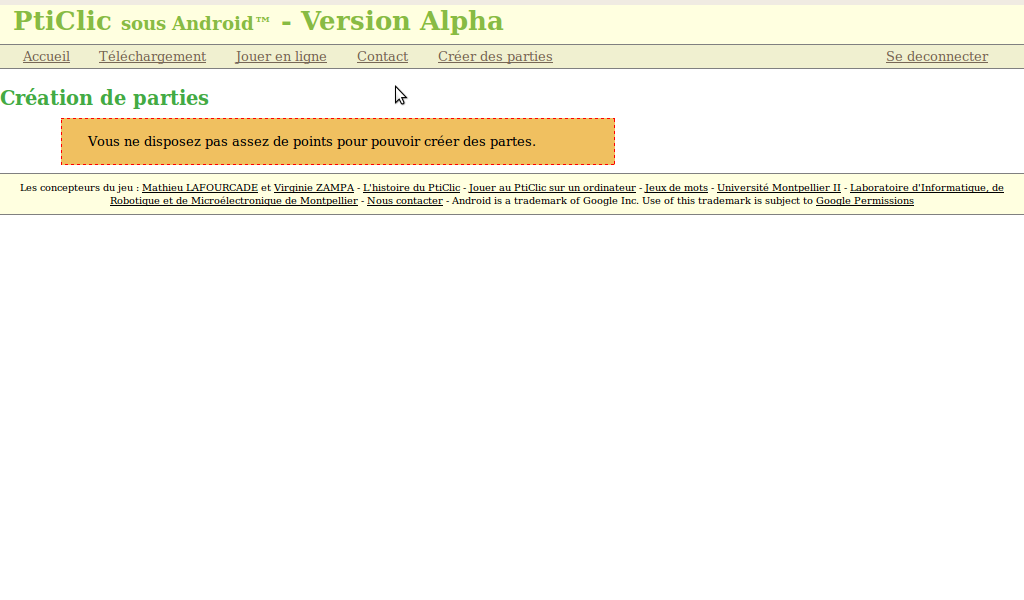 PtiClic sous Android™ - Version Alpha
Accueil Téléchargement Jouer en ligne Contact Créer des parties Se deconnecter
Création de parties
Vous ne disposez pas assez de points pour pouvoir créer des partes.
Les concepteurs du jeu : Mathieu LAFOURCADE et Virginie ZAMPA - L'histoire du PtiClic - Jouer au PtiClic sur un ordinateur - Jeux de mots - Université Montpellier II - Laboratoire d'Informatique, de
Robotique et de Microélectronique de Montpellier - Nous contacter - Android is a trademark of Google Inc. Use of this trademark is subject to Google Permissions